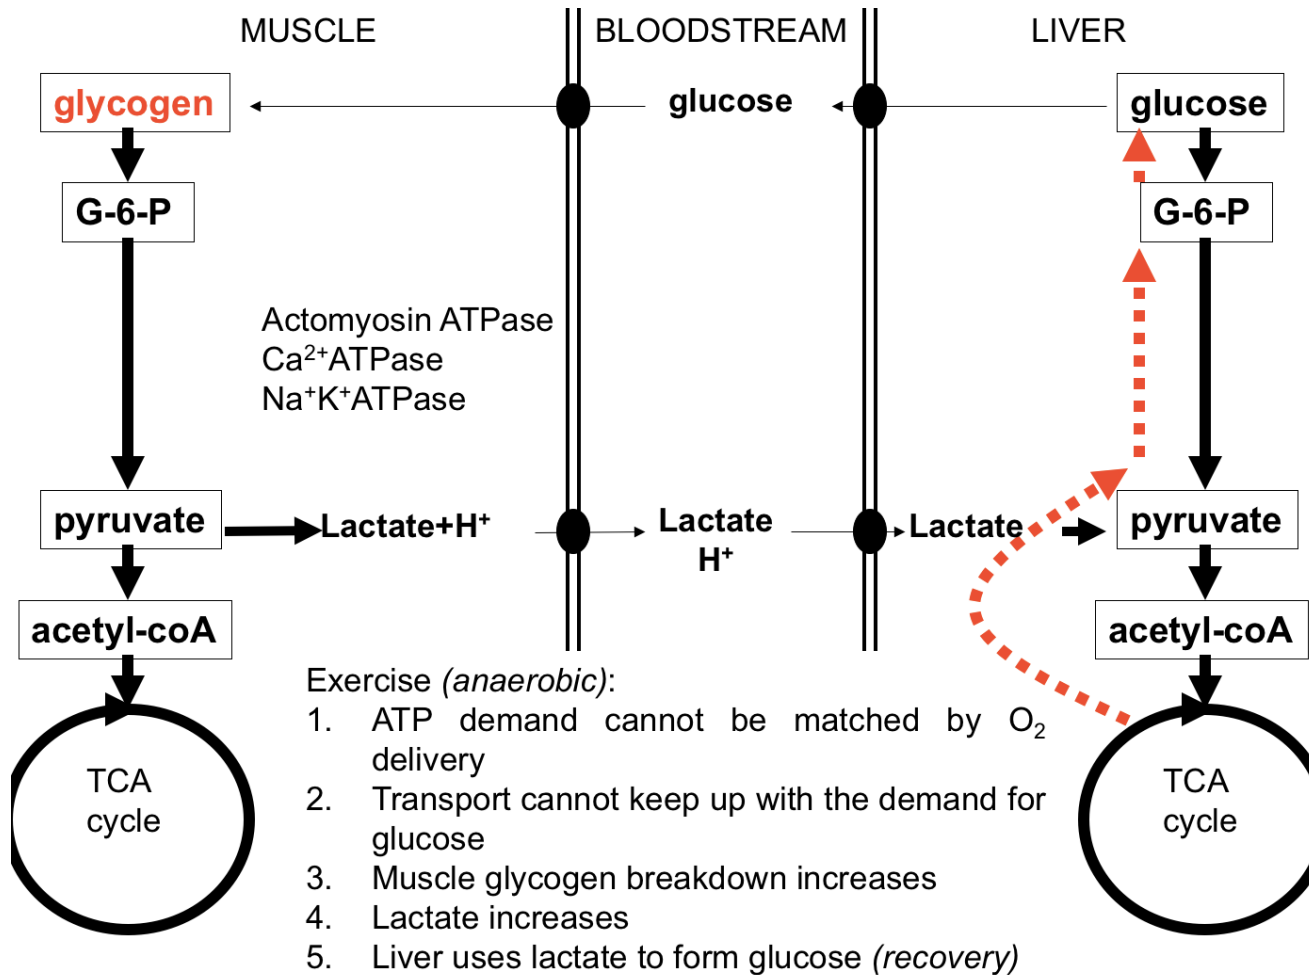 MUSCLE
BLOODSTREAM
LIVER
glycogen
glucose
glucose
G-6-P
G-6-P
Actomyosin ATPase
Ca²⁺ATPase
Na⁺K⁺ATPase
pyruvate
Lactate+H⁺
Lactate
H⁺
Lactate
pyruvate
acetyl-coA
acetyl-coA
TCA
cycle
TCA
cycle
Exercise (anaerobic):
1. ATP demand cannot be matched by O₂
delivery
2. Transport cannot keep up with the demand for
glucose
3. Muscle glycogen breakdown increases
4. Lactate increases
5. Liver uses lactate to form glucose (recovery)